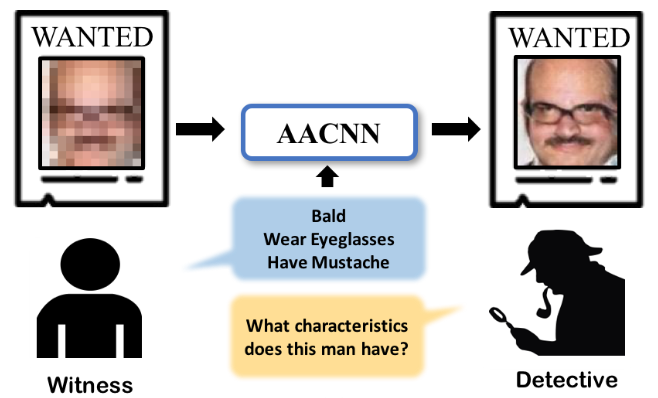 WANTED
WANTED
AACNN
Bald
Wear Eyeglasses
Have Mustache
What characteristics
does this man have?
Witness
Detective